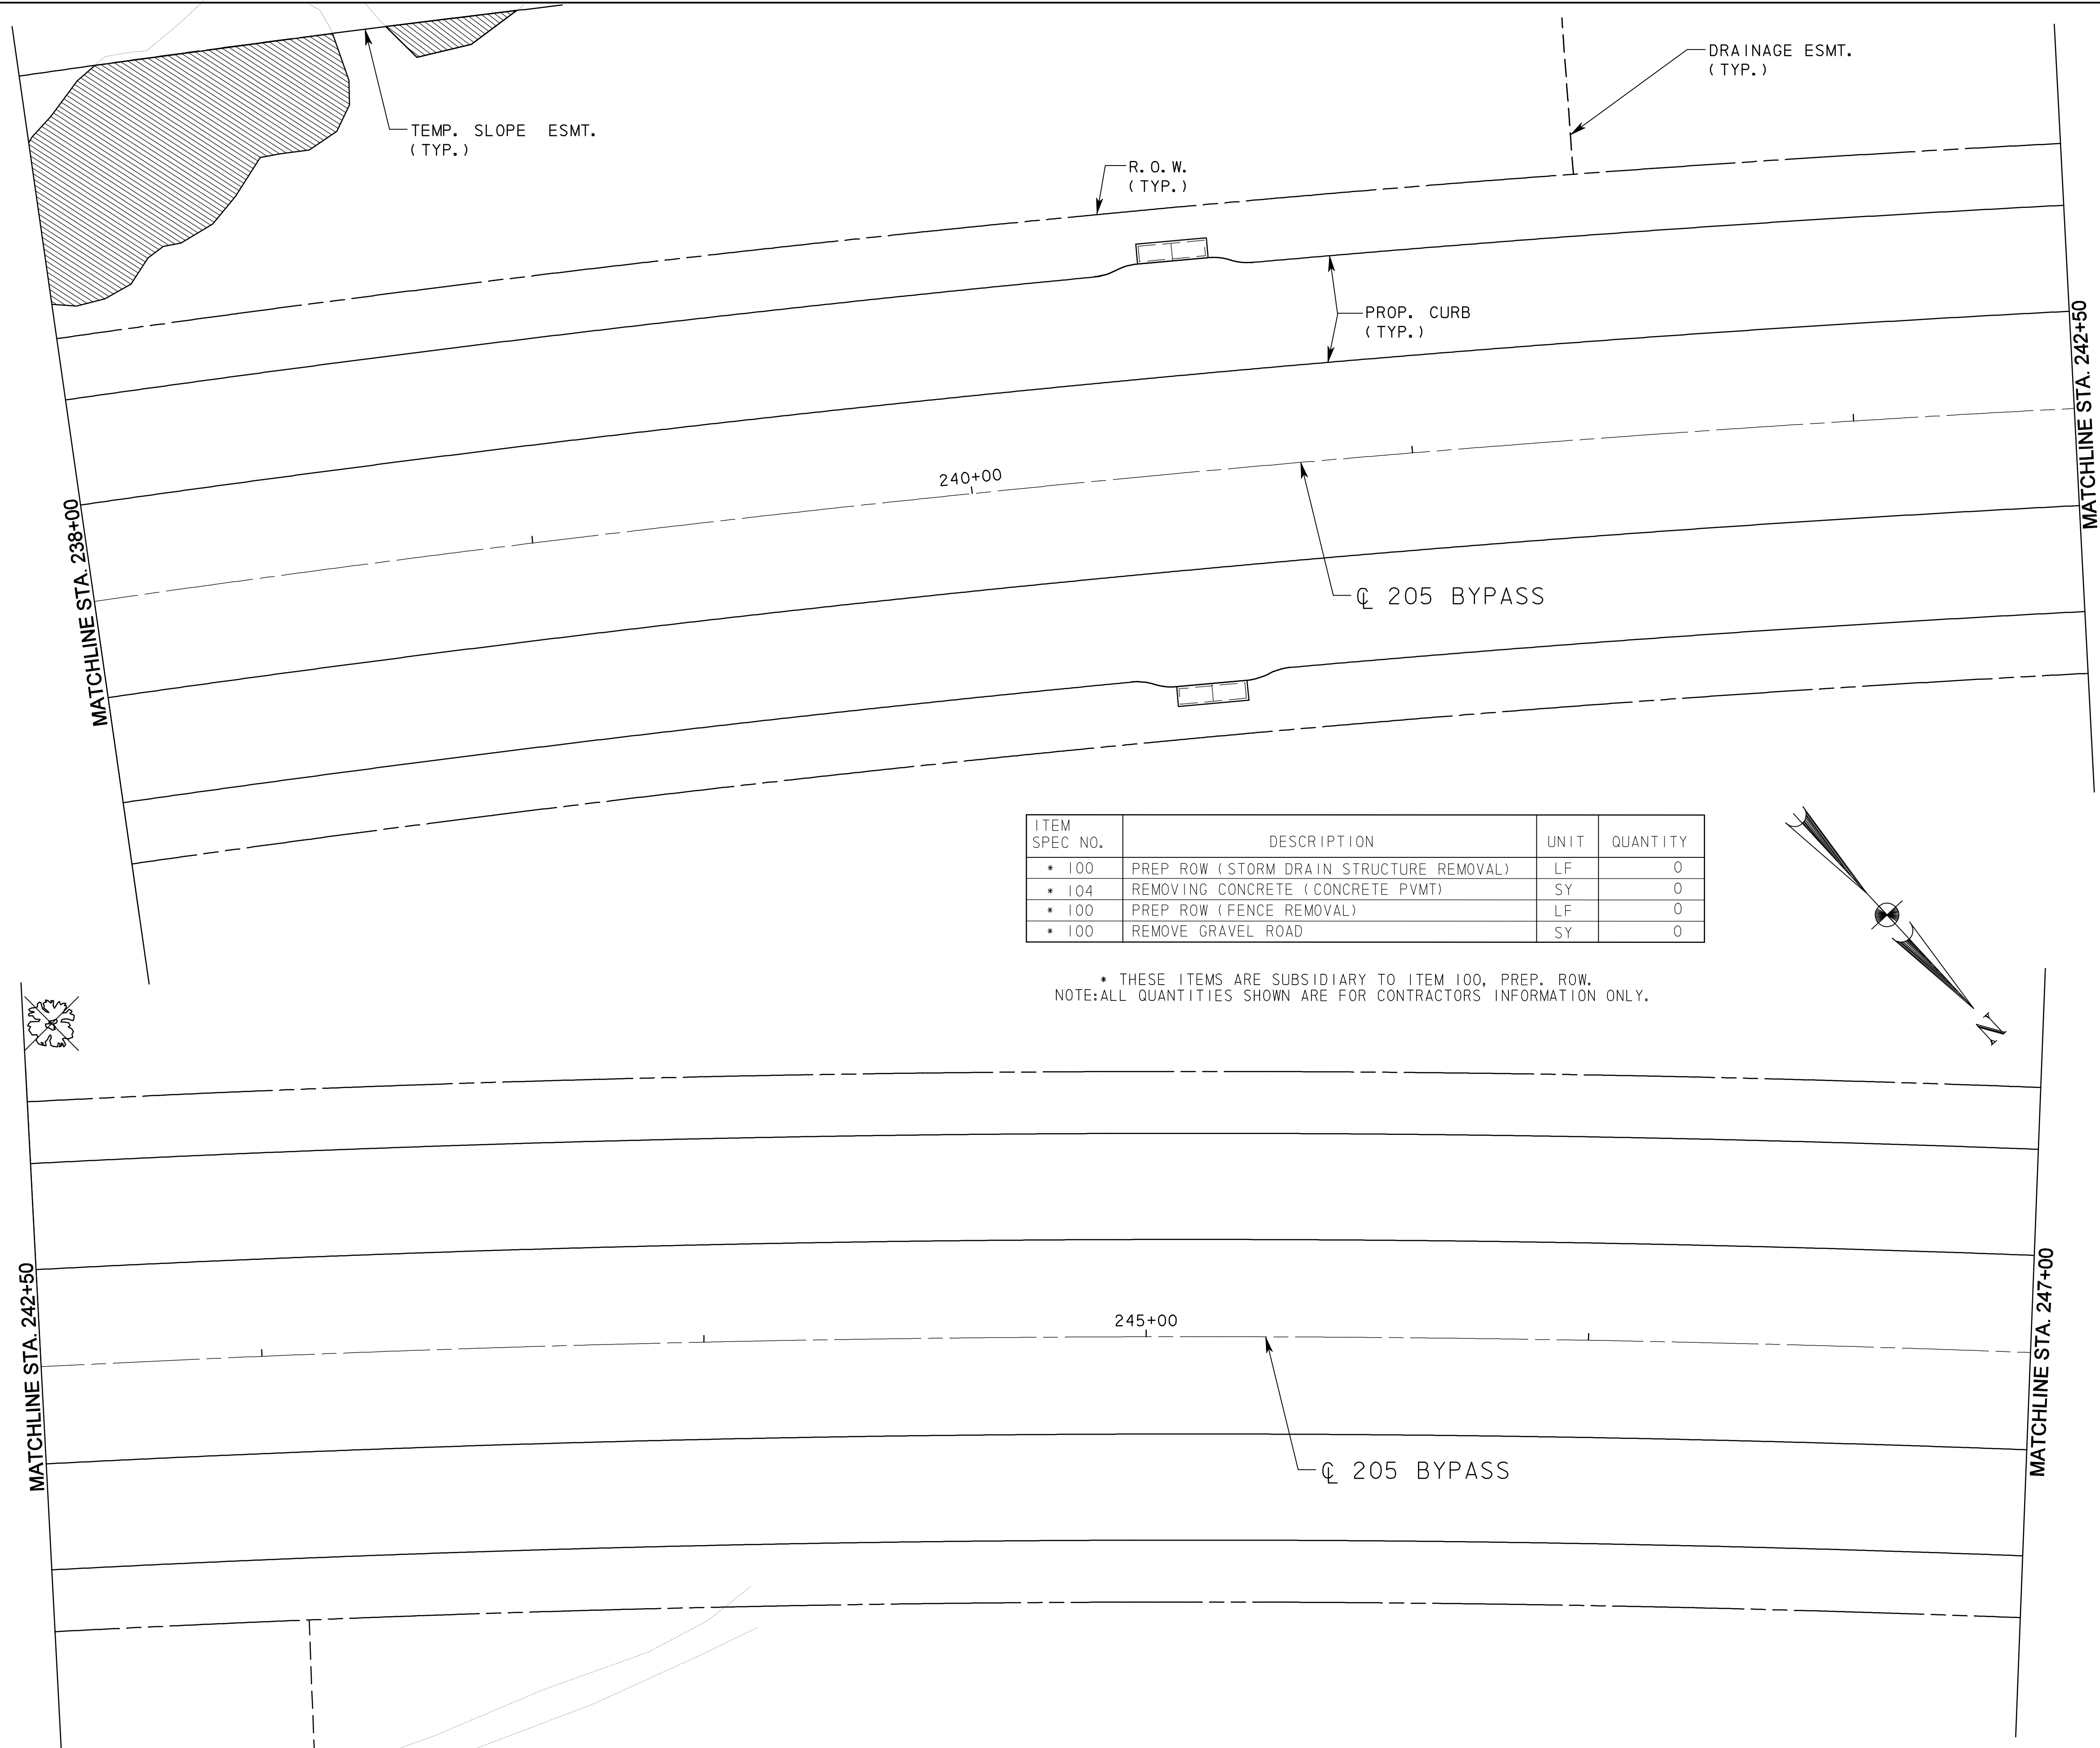 DRAINAGE ESMT.
(TYP.)
TEMP. SLOPE ESMT.
(TYP.)
R.O.W.
(TYP.)
PROP. CURB
(TYP.)
MATCHLINE STA. 242+50
240+00
MATCHLINE STA. 238+00
℄ 205 BYPASS
ITEM SPEC NO. DESCRIPTION UNIT QUANTITY
* 100 PREP ROW (STORM DRAIN STRUCTURE REMOVAL) LF 0
* 104 REMOVING CONCRETE (CONCRETE PVMT) SY 0
* 100 PREP ROW (FENCE REMOVAL) LF 0
* 100 REMOVE GRAVEL ROAD SY 0
* THESE ITEMS ARE SUBSIDIARY TO ITEM 100, PREP. ROW.
NOTE:ALL QUANTITIES SHOWN ARE FOR CONTRACTORS INFORMATION ONLY.
N
MATCHLINE STA. 242+50
245+00
MATCHLINE STA. 247+00
℄ 205 BYPASS